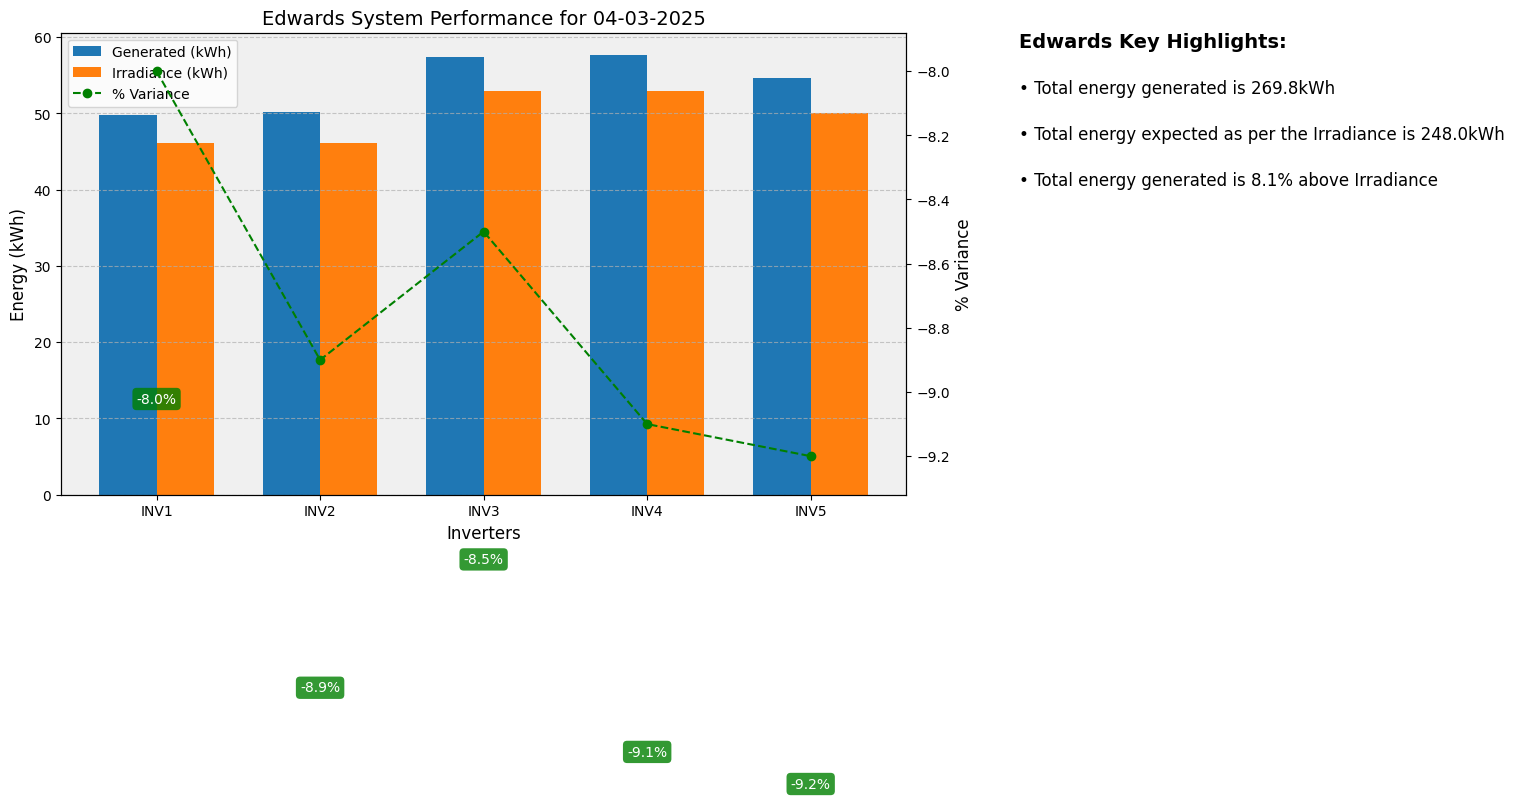 Edwards System Performance for 04-03-2025
Generated (kWh)
Irradiance (kWh)
% Variance
Energy (kWh)
60
50
40
30
20
10
0
−8.0
−8.2
−8.4
−8.6
−8.8
−9.0
−9.2
% Variance
INV1
INV2
INV3
INV4
INV5
Inverters
-8.0%
-8.5%
-8.9%
-9.1%
-9.2%
Edwards Key Highlights:
• Total energy generated is 269.8kWh
• Total energy expected as per the Irradiance is 248.0kWh
• Total energy generated is 8.1% above Irradiance